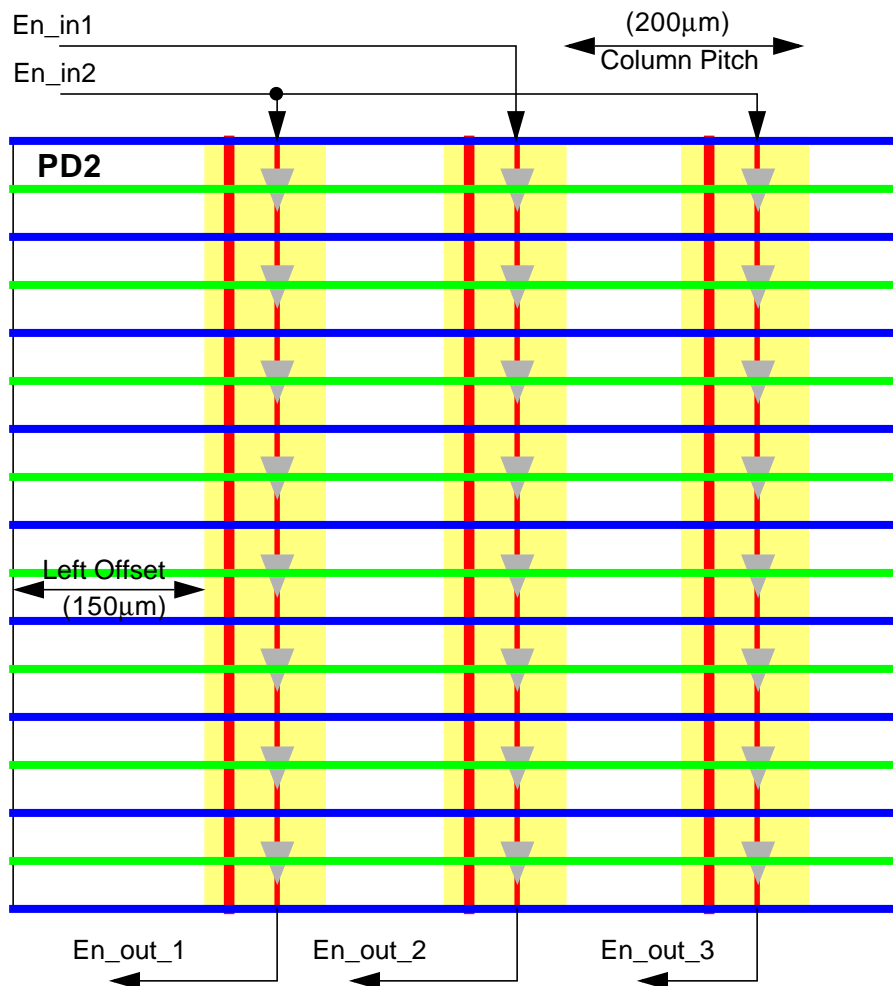 En_in1
(200μm)
Column Pitch
En_in2
PD2
Left Offset
(150μm)
En_out_1
En_out_2
En_out_3